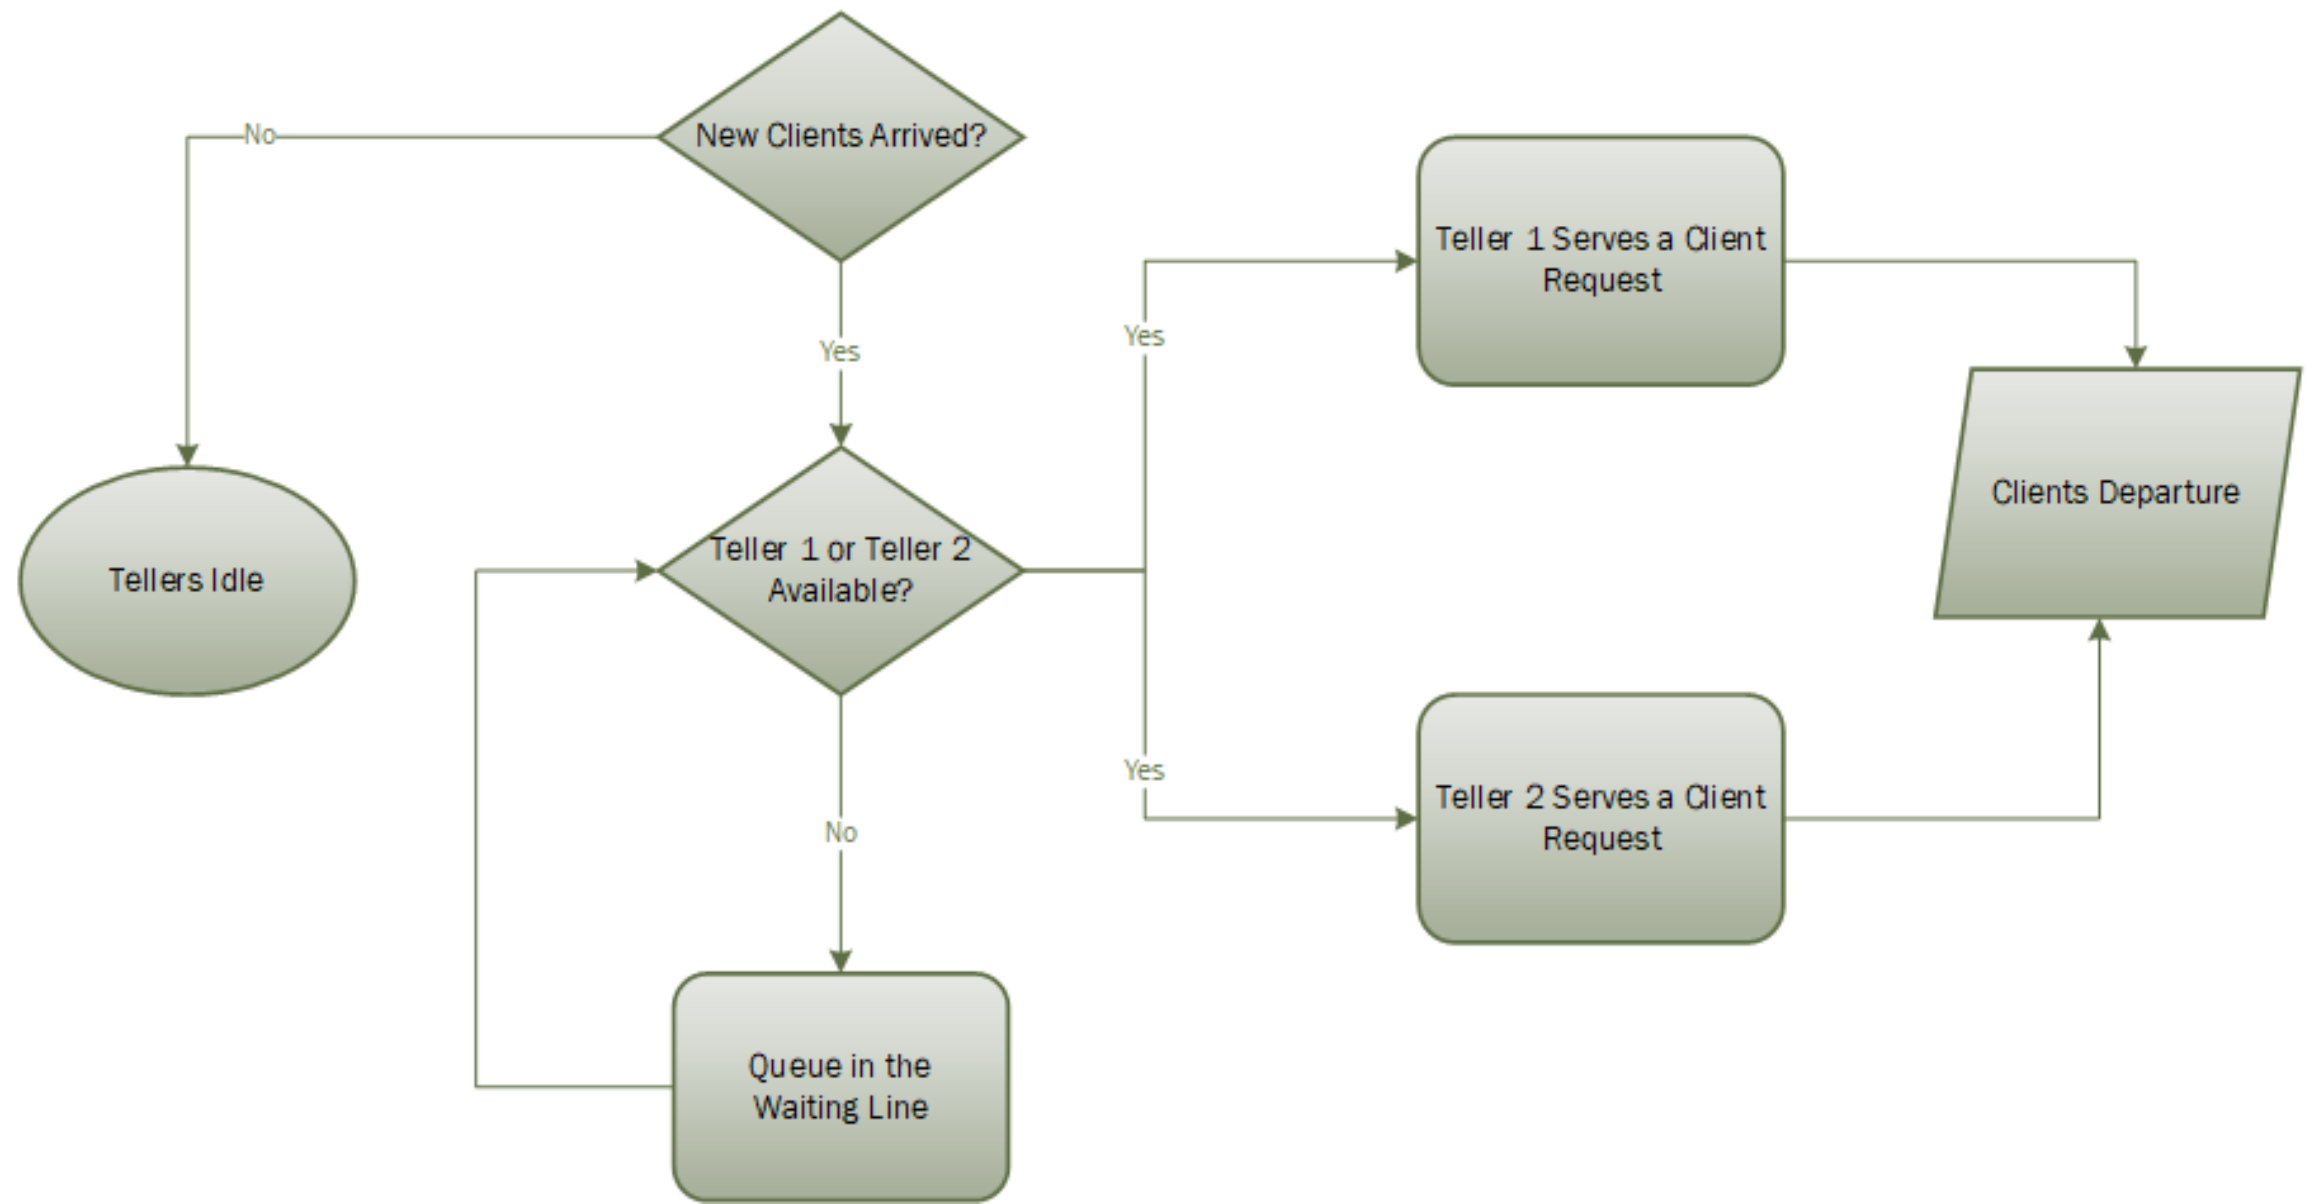 New Clients Arrived?
No
Yes
Teller 1 Serves a Client
Request
Yes
Clients Departure
Teller 1 or Teller 2
Available?
Tellers Idle
Yes
Teller 2 Serves a Client
Request
No
Queue in the
Waiting Line